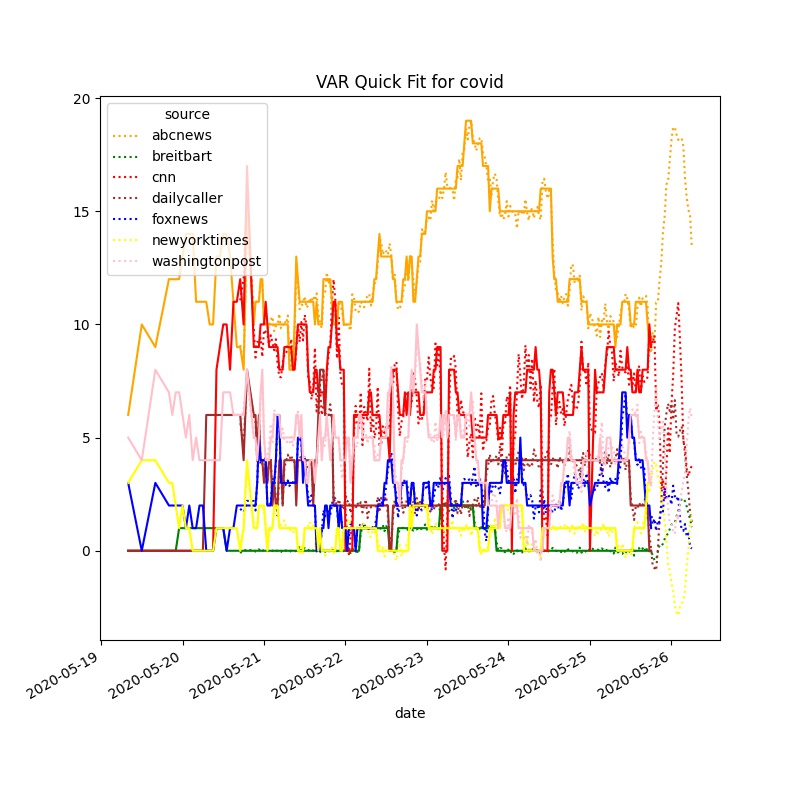 VAR Quick Fit for covid
20
15
10
5
0
source
abcnews
breitbart
cnn
dailycaller
foxnews
newyorktimes
washingtonpost
2020-05-19
2020-05-20
2020-05-21
2020-05-22
2020-05-23
2020-05-24
2020-05-25
2020-05-26
date